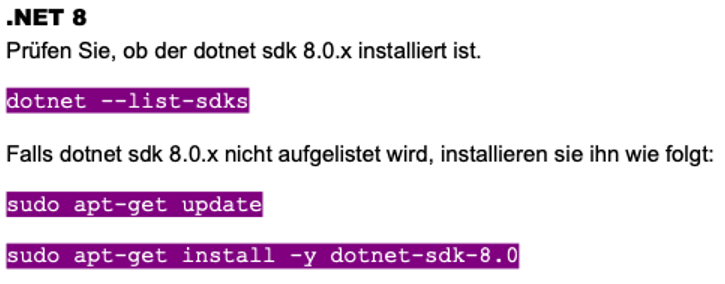 .NET 8
Prüfen Sie, ob der dotnet sdk 8.0.x installiert ist.
dotnet --list-sdks
Falls dotnet sdk 8.0.x nicht aufgelistet wird, installieren sie ihn wie folgt:
sudo apt-get update
sudo apt-get install -y dotnet-sdk-8.0